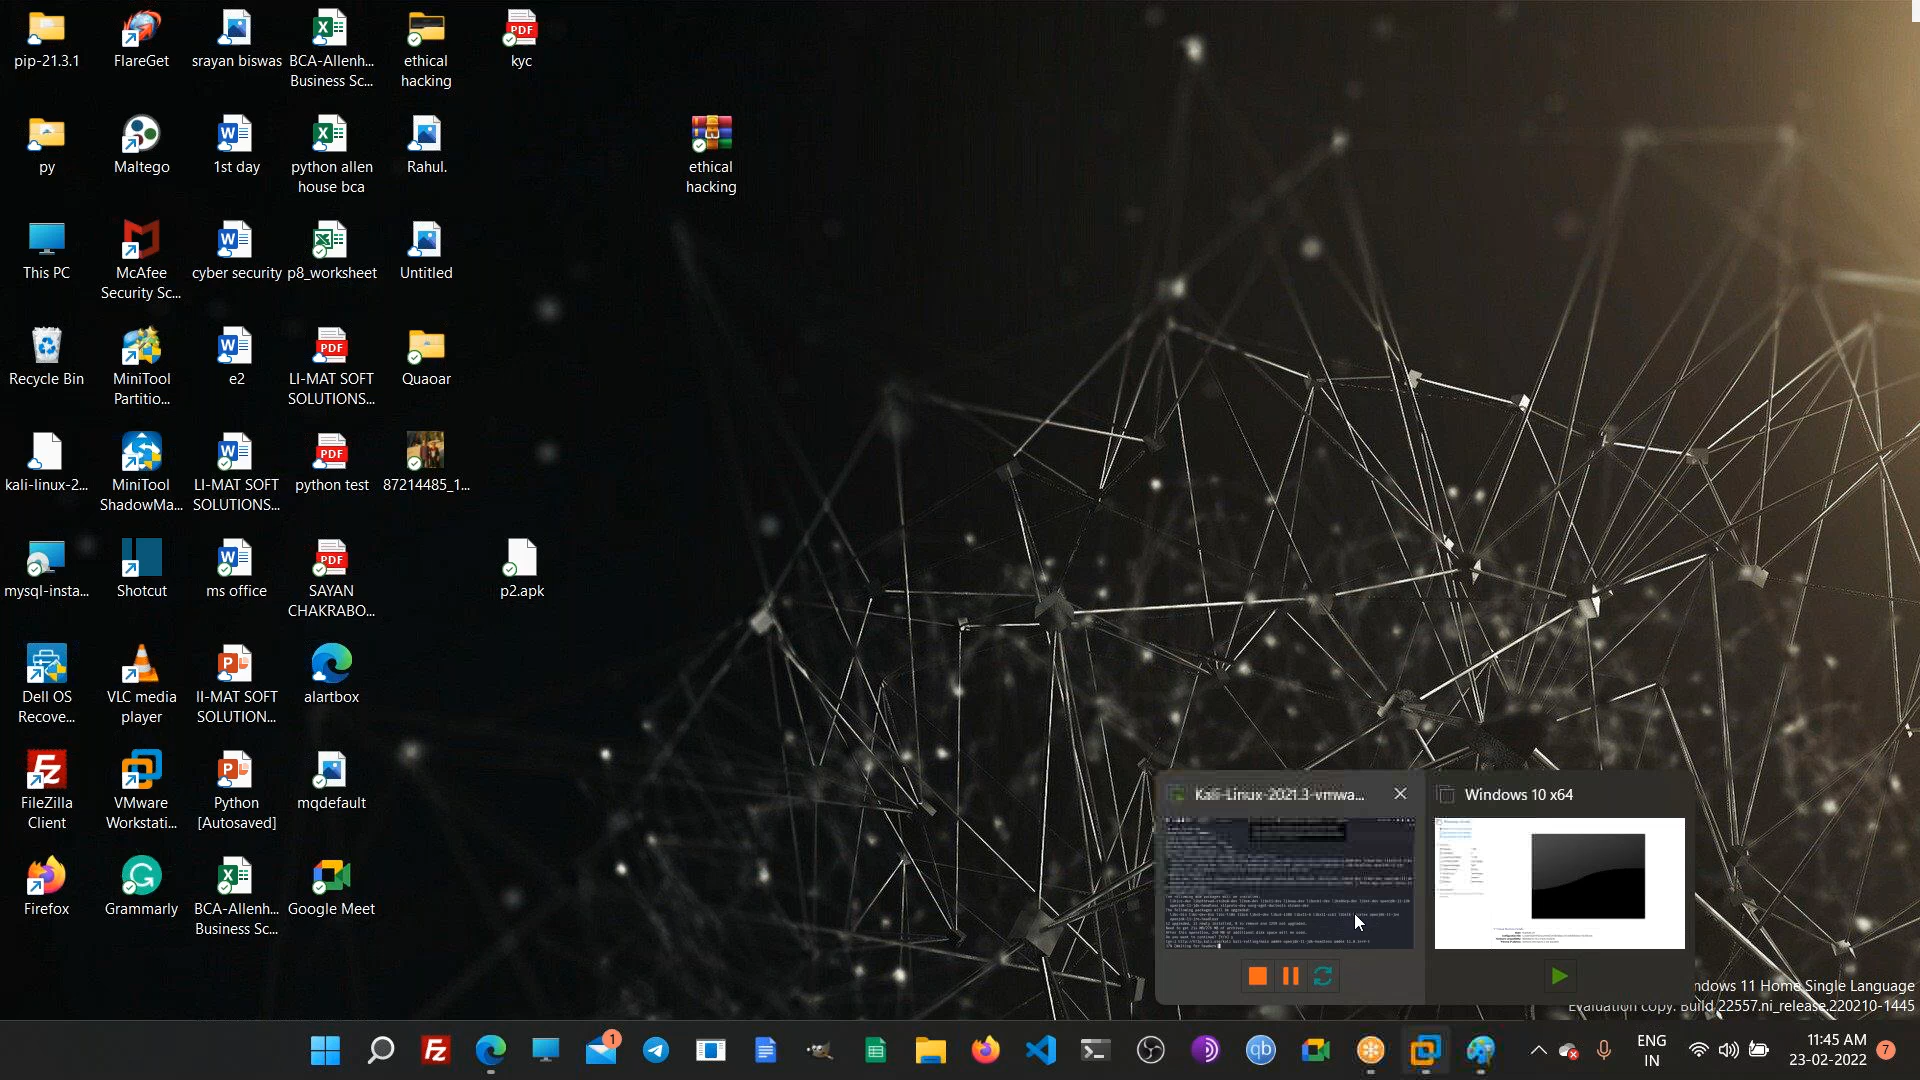 pip-21.3.1
FlareGet
srayan biswas
BCA-Allenh...
Business Sc...
ethical
hacking
kyc
py
Maltego
1st day
python allen
house bca
Rahul.
ethical
hacking
This PC
McAfee
Security Sc...
cyber security
p8_worksheet
Untitled
Recycle Bin
MiniTool
Partitio...
e2
LI-MAT SOFT
SOLUTIONS...
Quaoar
kali-linux-2...
MiniTool
ShadowMa...
LI-MAT SOFT
SOLUTIONS...
python test
87214485_1...
mysql-insta...
Shotcut
ms office
SAYAN
CHAKRABO...
p2.apk
Dell OS
Recove...
VLC media
player
lI-MAT SOFT
SOLUTION...
alartbox
FileZilla
Client
VMware
Workstati...
Python
[Autosaved]
mqdefault
Firefox
Grammarly
BCA-Allenh...
Business Sc...
Google Meet
Kali-Linux-2021.3-vmwa...
Windows 10 x64
ndows 11 Home Single Language
Evaluation copy. Build 22557.ni_release.220210-1445
1
ENG
IN
11:45 AM
23-02-2022
7